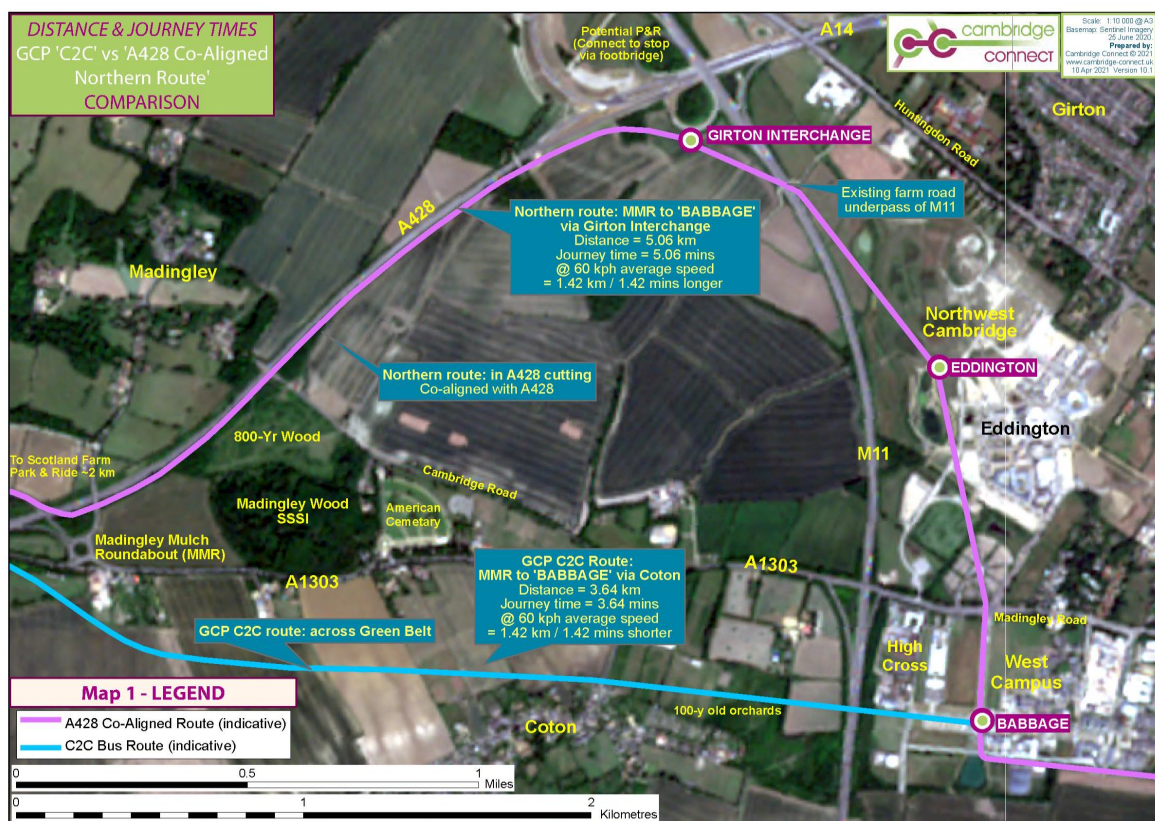 DISTANCE & JOURNEY TIMES
GCP 'C2C' vs 'A428 Co-Aligned
Northern Route'
COMPARISON
Potential P&R
(Connect to stop
via footbridge)
A14
cambridge
connect
Scale: 1:10 000 @ A3
Basemap: Sentinel Imagery
25 June 2020
Prepared by:
Cambridge Connect © 2021
www.cambridge-connect.uk
10 Apr 2021 Version 10.1
Girton
Huntingdon Road
GIRTON INTERCHANGE
Existing farm road
underpass of M11
A428
Northern route: MMR to 'BABBAGE'
via Girton Interchange
Distance = 5.06 km
Journey time = 5.06 mins
@ 60 kph average speed
= 1.42 km / 1.42 mins longer
Madingley
Northwest
Cambridge
EDDINGTON
Northern route: in A428 cutting
Co-aligned with A428
Eddington
800-Yr Wood
M11
To Scotland Farm
Park & Ride ~2 km
Cambridge Road
Madingley Wood
SSSI
American
Cemetary
Madingley Mulch
Roundabout (MMR)
A1303
GCP C2C Route:
MMR to 'BABBAGE' via Coton
Distance = 3.64 km
Journey time = 3.64 mins
@ 60 kph average speed
= 1.42 km / 1.42 mins shorter
A1303
Madingley Road
GCP C2C route: across Green Belt
High
Cross
West
Campus
Map 1 - LEGEND
A428 Co-Aligned Route (indicative)
C2C Bus Route (indicative)
100-y old orchards
Coton
BABBAGE
0 0.5 1
Miles
0 1 2
Kilometres